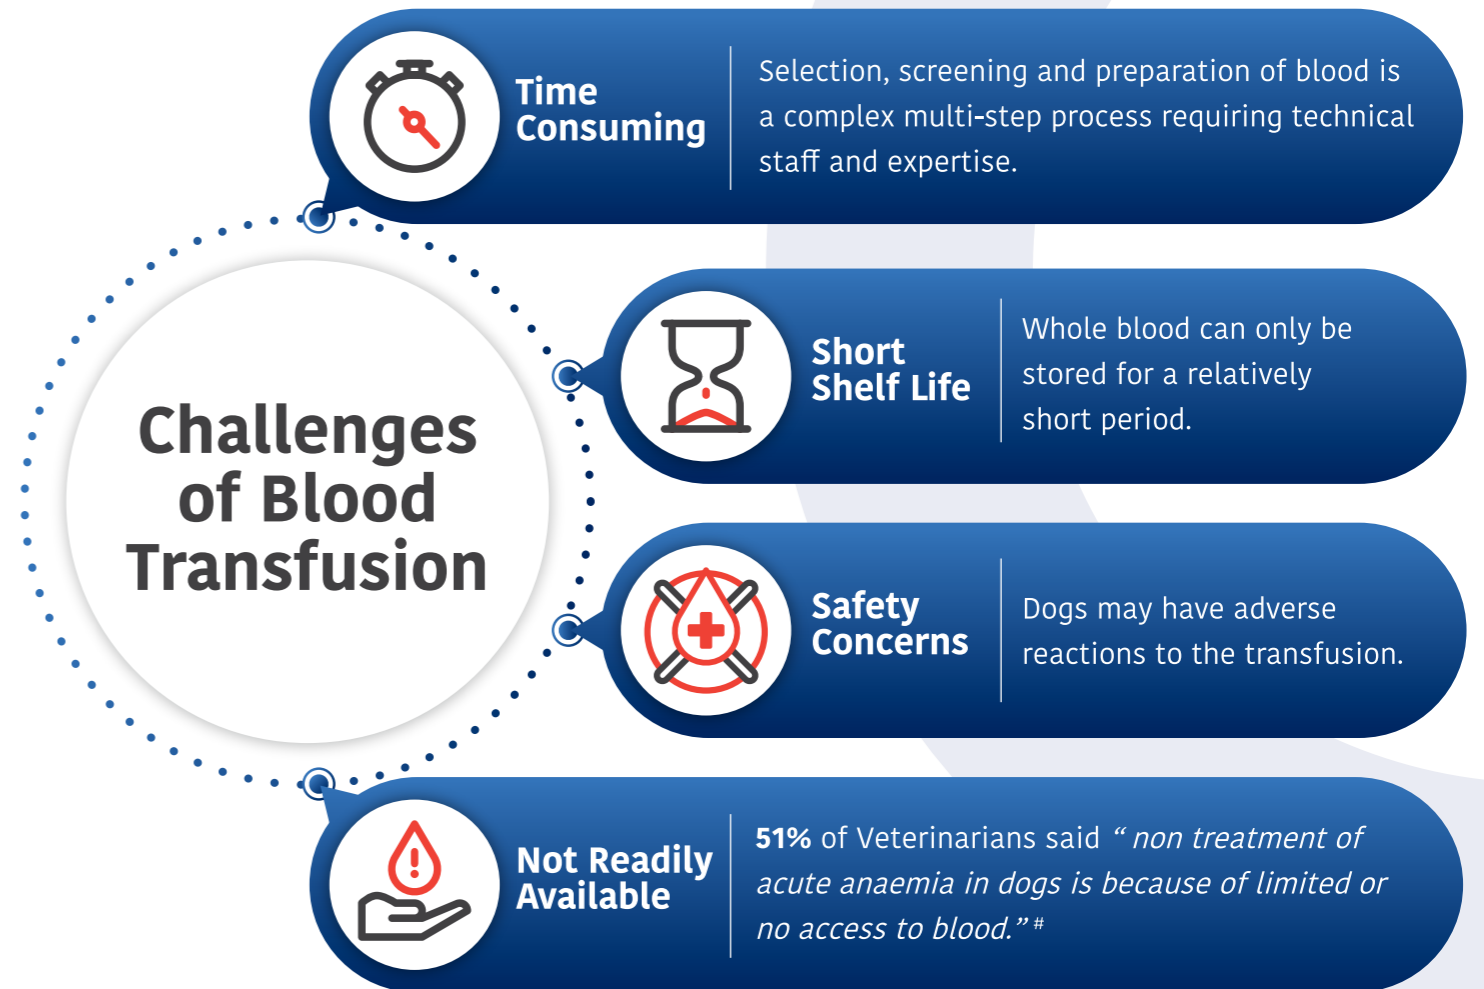 Time
Consuming
Selection, screening and preparation of blood is
a complex multi-step process requiring technical
staff and expertise.
Challenges
of Blood
Transfusion
Short
Shelf Life
Whole blood can only be
stored for a relatively
short period.
Safety
Concerns
Dogs may have adverse
reactions to the transfusion.
Not Readily
Available
51% of Veterinarians said “ non treatment of
acute anaemia in dogs is because of limited or
no access to blood.” #